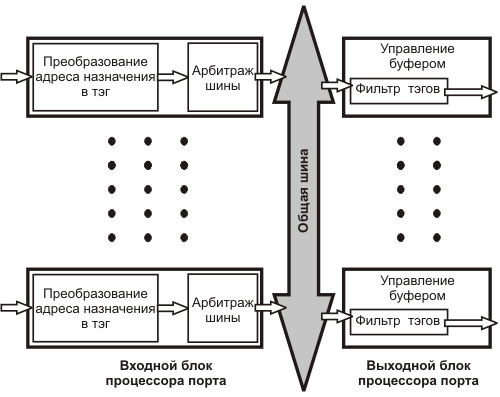 Преобразование
адреса назначения
в тэг
Арбитраж
шины
Управление
буфером
Фильтр тэгов
Общая шина
Преобразование
адреса назначения
в тэг
Арбитраж
шины
Управление
буфером
Фильтр тэгов
Входной блок
процессора порта
Выходной блок
процессора порта